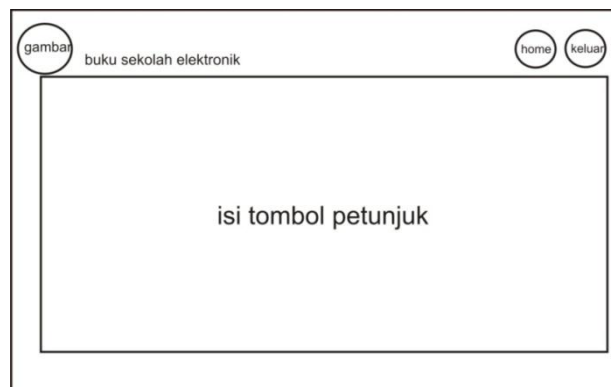 gambar
buku sekolah elektronik
home
keluar
isi tombol petunjuk